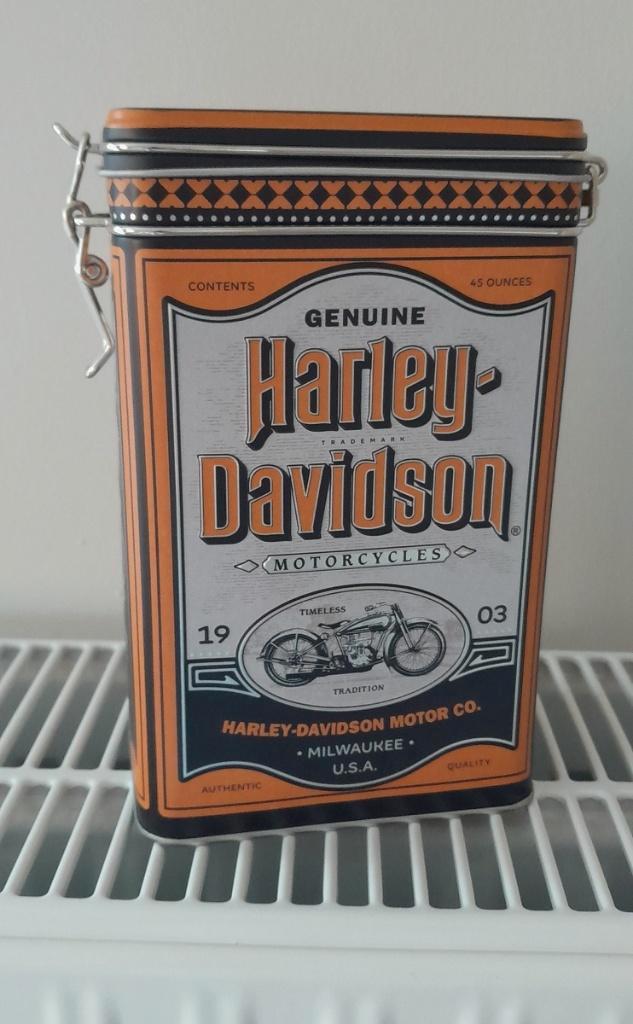 CONTENTS 45 OUNCES
GENUINE
Harley-
TRADEMARK
Davidson®
MOTORCYCLES
TIMELESS
19 03
TRADITION
HARLEY-DAVIDSON MOTOR CO.
• MILWAUKEE •
U.S.A.
AUTHENTIC QUALITY